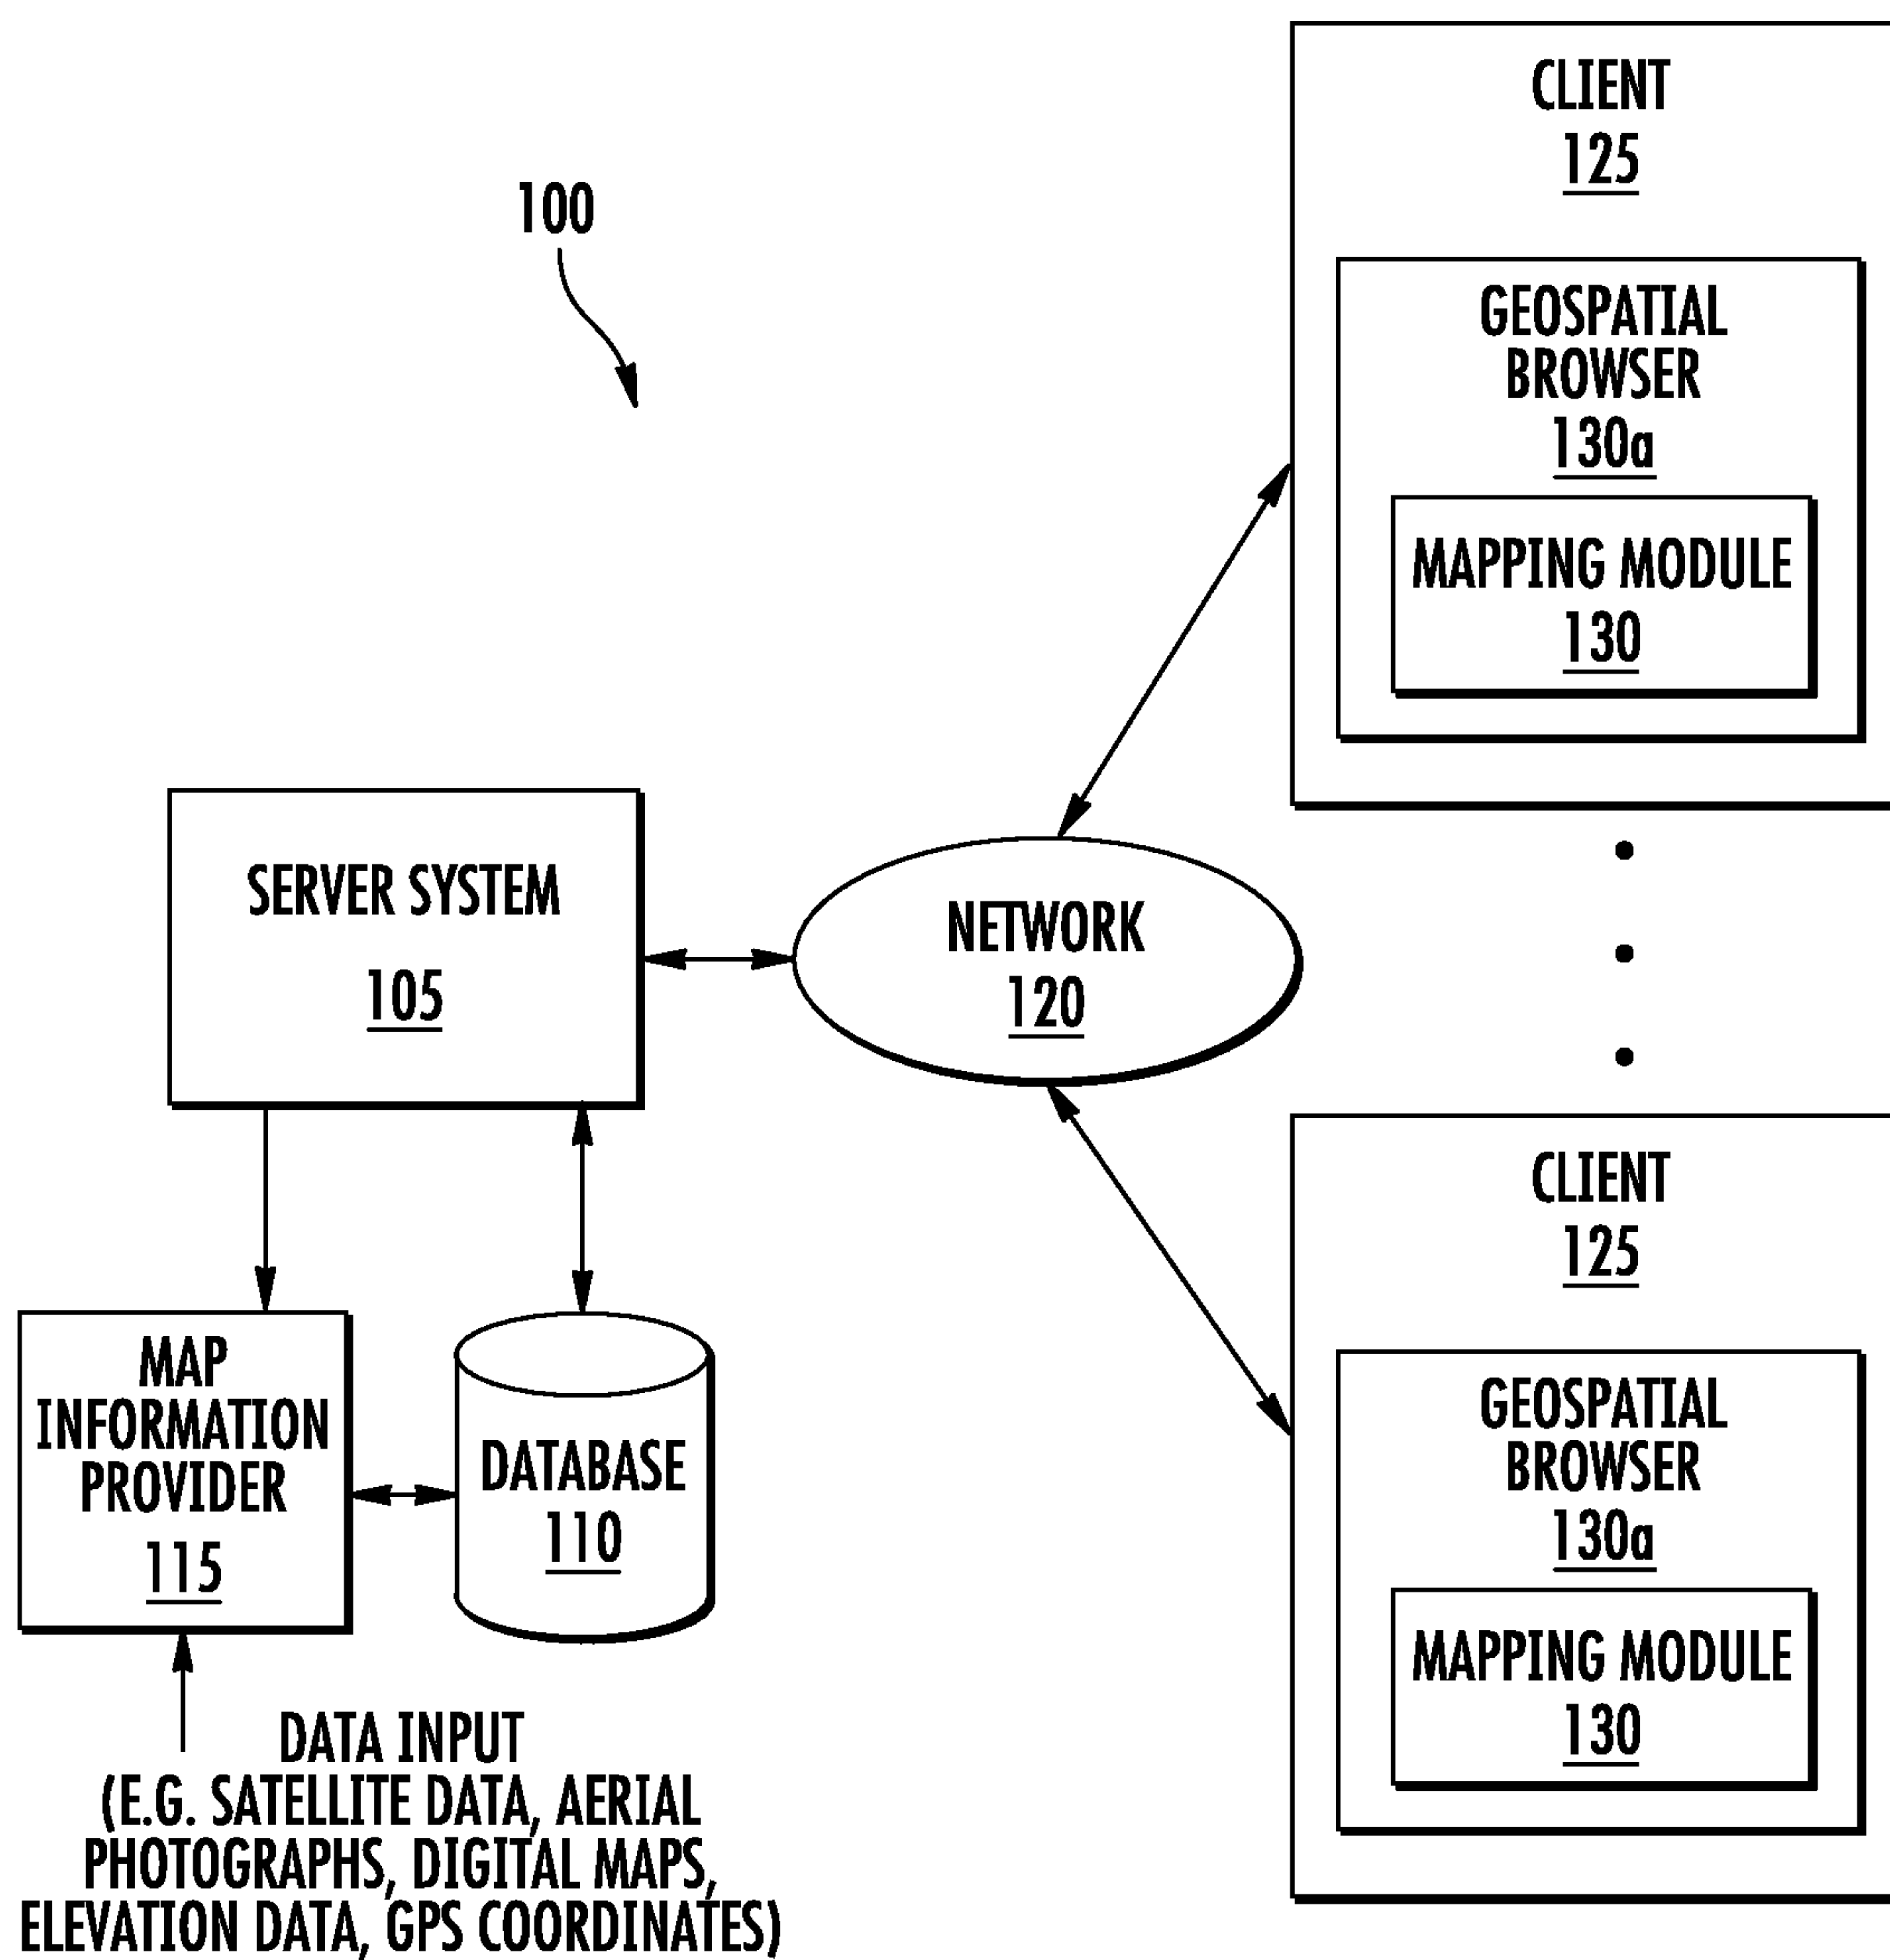 100
CLIENT
125
GEOSPATIAL
BROWSER
130a
MAPPING MODULE
130
SERVER SYSTEM
105
NETWORK
120
CLIENT
125
GEOSPATIAL
BROWSER
130a
MAPPING MODULE
130
MAP
INFORMATION
PROVIDER
115
DATABASE
110
DATA INPUT
(E.G. SATELLITE DATA, AERIAL
PHOTOGRAPHS, DIGITAL MAPS,
ELEVATION DATA, GPS COORDINATES)